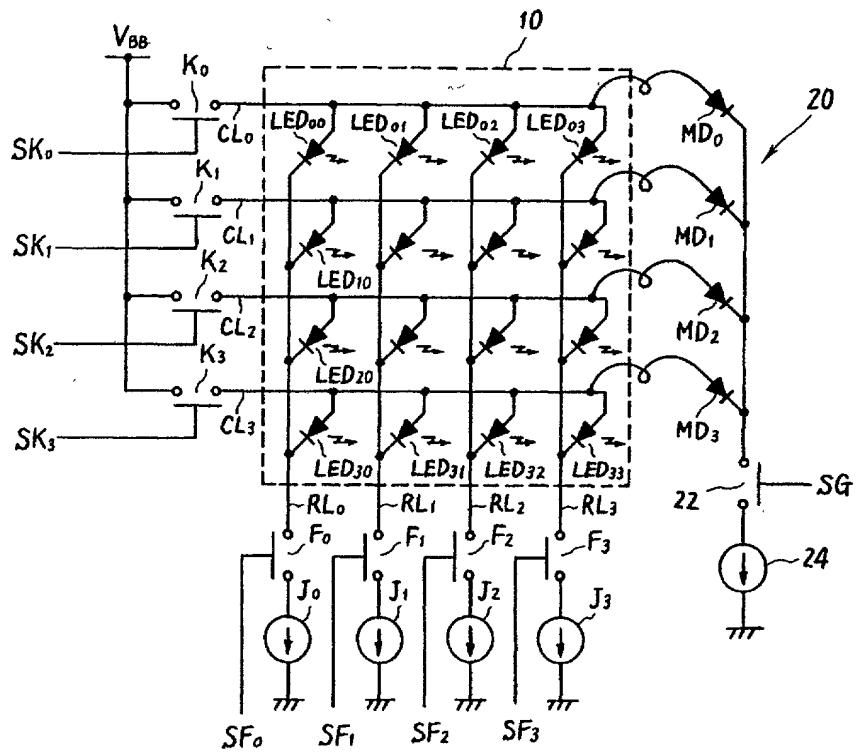 10
V_BB
K₀
20
LED₀₀ LED₀₁ LED₀₂ LED₀₃
CL₀
MD₀
SK₀
K₁
CL₁
MD₁
SK₁
LED₁₀
K₂
CL₂
MD₂
SK₂
LED₂₀
K₃
CL₃
MD₃
SK₃
LED₃₀ LED₃₁ LED₃₂ LED₃₃
22 SG
RL₀ RL₁ RL₂ RL₃
F₀ F₁ F₂ F₃
24
J₀ J₁ J₂ J₃
SF₀ SF₁ SF₂ SF₃